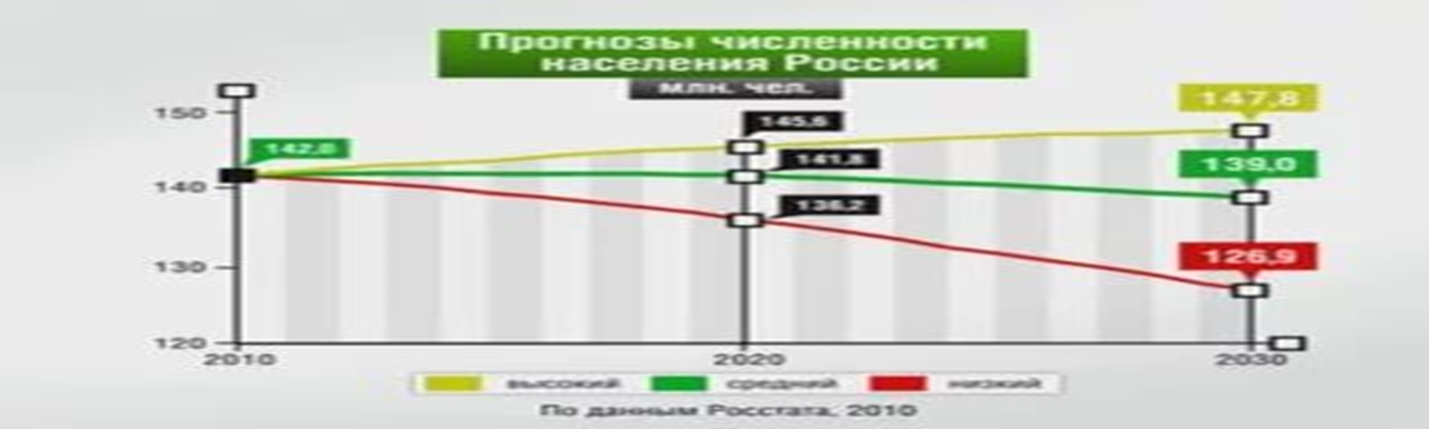 Прогнозы численности
населения России
млн. чел.
150
147,8
145,6
142,0
141,8
139,0
140
136,2
126,9
130
120
2010
2020
2030
высокий
средний
низкий
По данным Росстата, 2010